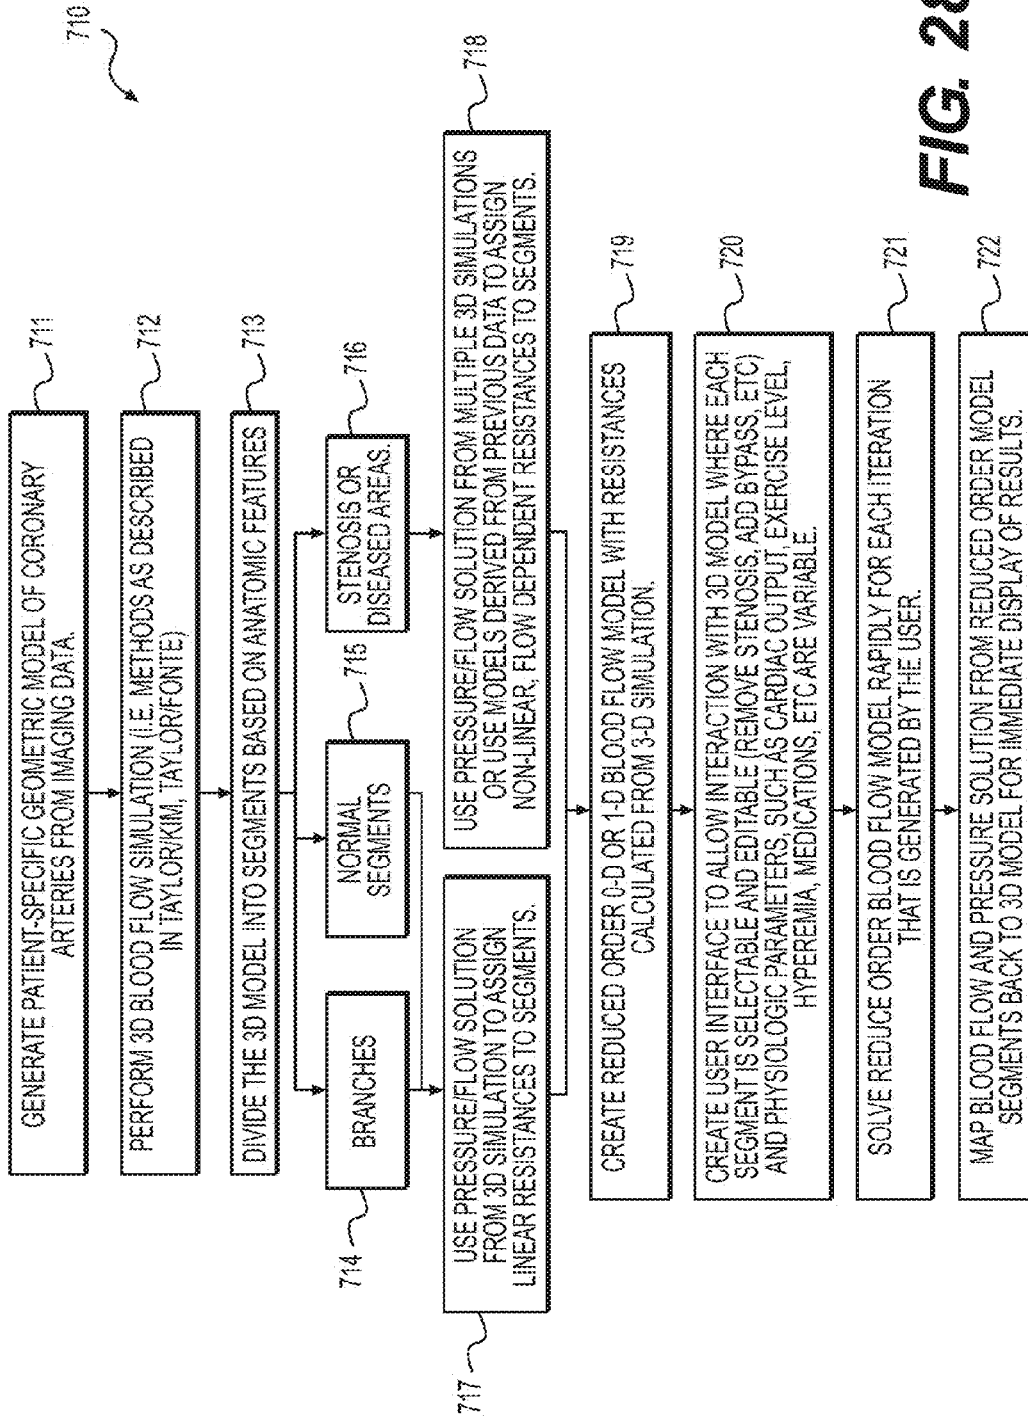 710
GENERATE PATIENT-SPECIFIC GEOMETRIC MODEL OF CORONARY
ARTERIES FROM IMAGING DATA.
711
PERFORM 3D BLOOD FLOW SIMULATION (I.E. METHODS AS DESCRIBED
IN TAYLOR/KIM, TAYLOR/FONTE)
712
DIVIDE THE 3D MODEL INTO SEGMENTS BASED ON ANATOMIC FEATURES
713
BRANCHES
714
NORMAL
SEGMENTS
715
STENOSIS OR
DISEASED AREAS.
716
USE PRESSURE/FLOW SOLUTION
FROM 3D SIMULATION TO ASSIGN
LINEAR RESISTANCES TO SEGMENTS.
717
USE PRESSURE/FLOW SOLUTION FROM MULTIPLE 3D SIMULATIONS
OR USE MODELS DERIVED FROM PREVIOUS DATA TO ASSIGN
NON-LINEAR, FLOW DEPENDENT RESISTANCES TO SEGMENTS.
718
CREATE REDUCED ORDER 0-D OR 1-D BLOOD FLOW MODEL WITH RESISTANCES
CALCULATED FROM 3-D SIMULATION.
719
CREATE USER INTERFACE TO ALLOW INTERACTION WITH 3D MODEL WHERE EACH
SEGMENT IS SELECTABLE AND EDITABLE (REMOVE STENOSIS, ADD BYPASS, ETC)
AND PHYSIOLOGIC PARAMETERS, SUCH AS CARDIAC OUTPUT, EXERCISE LEVEL,
HYPEREMIA, MEDICATIONS, ETC ARE VARIABLE.
720
SOLVE REDUCE ORDER BLOOD FLOW MODEL RAPIDLY FOR EACH ITERATION
THAT IS GENERATED BY THE USER.
721
MAP BLOOD FLOW AND PRESSURE SOLUTION FROM REDUCED ORDER MODEL
SEGMENTS BACK TO 3D MODEL FOR IMMEDIATE DISPLAY OF RESULTS.
722
FIG. 28